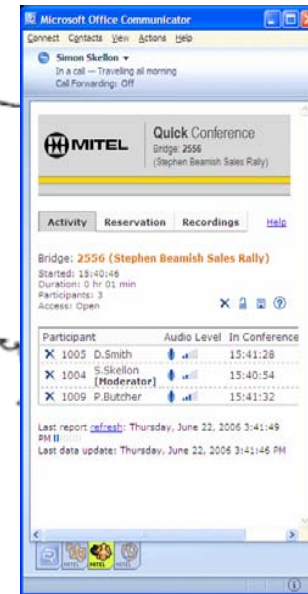 Microsoft Office Communicator
Connect Contacts View Actions Help
Simon Skellon
In a call — Travelling all morning
Call Forwarding: Off
MITEL
Quick Conference
Bridge: 2556
(Stephen Beamish Sales Rally)
Activity Reservation Recordings Help
Bridge: 2556 (Stephen Beamish Sales Rally)
Started: 15:40:46
Duration: 0 hr 01 min
Participants: 3
Access: Open
Participant Audio Level In Conference
1005 D.Smith 15:41:28
1004 S.Skellon [Moderator] 15:40:54
1009 P.Butcher 15:41:32
Last report refresh: Thursday, June 22, 2006 3:41:49
PM
Last data update: Thursday, June 22, 2006 3:41:46 PM
MITEL MITEL MITEL